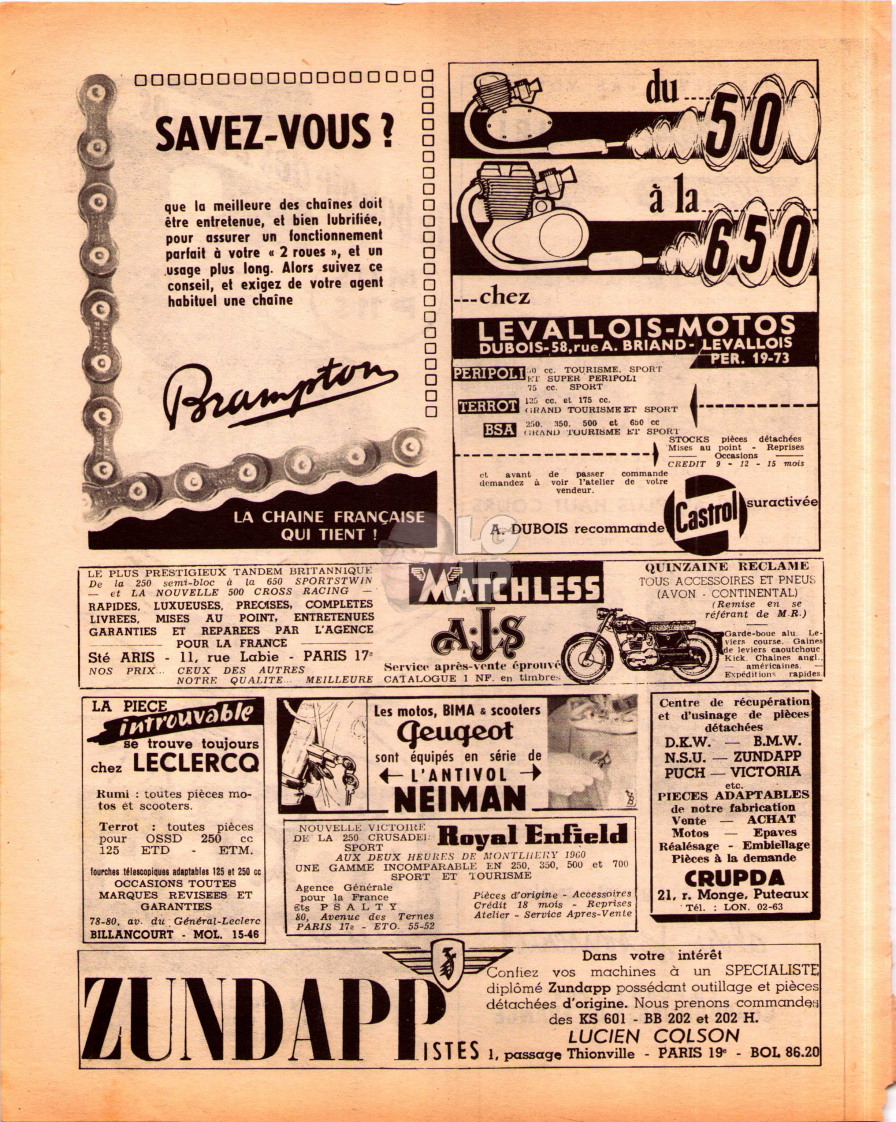 SAVEZ-VOUS ?
que la meilleure des chaînes doit
être entretenue, et bien lubrifiée,
pour assurer un fonctionnement
parfait à votre « 2 roues », et un
usage plus long. Alors suivez ce
conseil, et exigez de votre agent
habituel une chaîne
Brampton
LA CHAINE FRANÇAISE
QUI TIENT !
du....50
à la...650
---chez
LEVALLOIS-MOTOS
DUBOIS-58, rue A. BRIAND - LEVALLOIS
PER. 19-73
PERIPOLI 50 cc. TOURISME, SPORT
ET SUPER PERIPOLI
75 cc. SPORT
TERROT 125 cc. et 175 cc.
GRAND TOURISME ET SPORT
BSA 250, 350, 500 et 650 cc
GRAND TOURISME ET SPORT
STOCKS pièces détachées
Mises au point - Reprises
Occasions
CREDIT 9 - 12 - 15 mois
et avant de passer commande
demandez à voir l'atelier de votre
vendeur.
A. DUBOIS recommande Castrol suractivée
LE PLUS PRESTIGIEUX TANDEM BRITANNIQUE
De la 250 semi-bloc à la 650 SPORTSTWIN
— et LA NOUVELLE 500 CROSS RACING —
RAPIDES, LUXUEUSES, PRECISES, COMPLETES
LIVREES, MISES AU POINT, ENTRETENUES
GARANTIES ET REPAREES PAR L'AGENCE
POUR LA FRANCE
Sté ARIS - 11, rue Labie - PARIS 17e
NOS PRIX... CEUX DES AUTRES
NOTRE QUALITE... MEILLEURE
MATCHLESS
A·J·S
Service après-vente éprouvé
CATALOGUE 1 NF. en timbres
QUINZAINE RECLAME
TOUS ACCESSOIRES ET PNEUS
(AVON - CONTINENTAL)
(Remise en se
référant de M.R.)
Garde-boue alu. Le-
viers course. Gaines
de leviers caoutchouc
Kick. Chaines angl.
américaines.
Expéditions rapides
LA PIECE
introuvable
se trouve toujours
chez LECLERCQ
Rumi : toutes pièces mo-
tos et scooters.
Terrot : toutes pièces
pour OSSD 250 cc
125 ETD - ETM.
fourches télescopiques adaptables 125 et 250 cc
OCCASIONS TOUTES
MARQUES REVISEES ET
GARANTIES
78-80, av. du Général-Leclerc
BILLANCOURT - MOL. 15-46
Les motos, BIMA & scooters
Peugeot
sont équipés en série de
L'ANTIVOL
NEIMAN
NOUVELLE VICTOIRE
DE LA 250 CRUSADER
SPORT
Royal Enfield
AUX DEUX HEURES DE MONTLHERY 1960
UNE GAMME INCOMPARABLE EN 250, 350, 500 et 700
SPORT ET TOURISME
Agence Générale
pour la France
Ets PSALTY
80, Avenue des Ternes
PARIS 17e - ETO. 55-52
Pièces d'origine - Accessoires
Crédit 18 mois - Reprises
Atelier - Service Apres-Vente
Centre de récupération
et d'usinage de pièces
détachées
D.K.W. — B.M.W.
N.S.U. — ZUNDAPP
PUCH — VICTORIA
etc.
PIECES ADAPTABLES
de notre fabrication
Vente — ACHAT
Motos — Epaves
Réalésage - Embiellage
Pièces à la demande
CRUPDA
21, r. Monge, Puteaux
Tél. : LON. 02-63
ZUNDAPPISTES
Dans votre intérêt
Confiez vos machines à un SPECIALISTE
diplômé Zundapp possédant outillage et pièces
détachées d'origine. Nous prenons commandes
des KS 601 - BB 202 et 202 H.
LUCIEN COLSON
1, passage Thionville - PARIS 19e - BOL 86.20